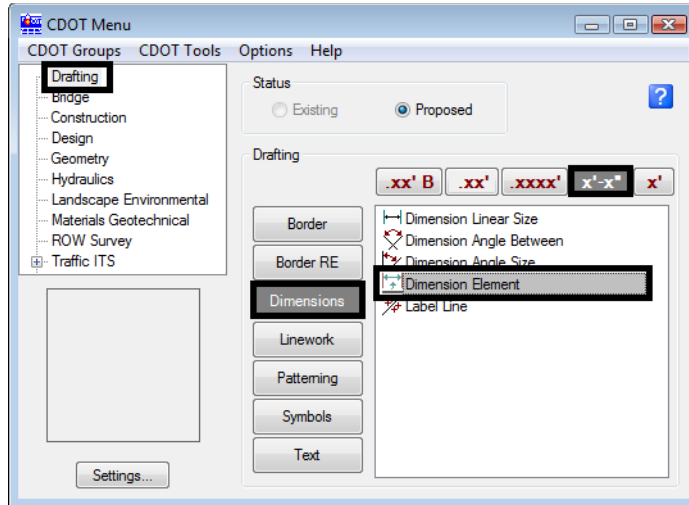 CDOT Menu
CDOT Groups CDOT Tools Options Help
Drafting
Bridge
Construction
Design
Geometry
Hydraulics
Landscape Environmental
Materials Geotechnical
ROW Survey
Traffic ITS
Settings...
Status
Existing Proposed
?
Drafting
.xx' B .xx' .xxxx' x'-x" x'
Border
Border RE
Dimensions
Linework
Patterning
Symbols
Text
Dimension Linear Size
Dimension Angle Between
Dimension Angle Size
Dimension Element
Label Line